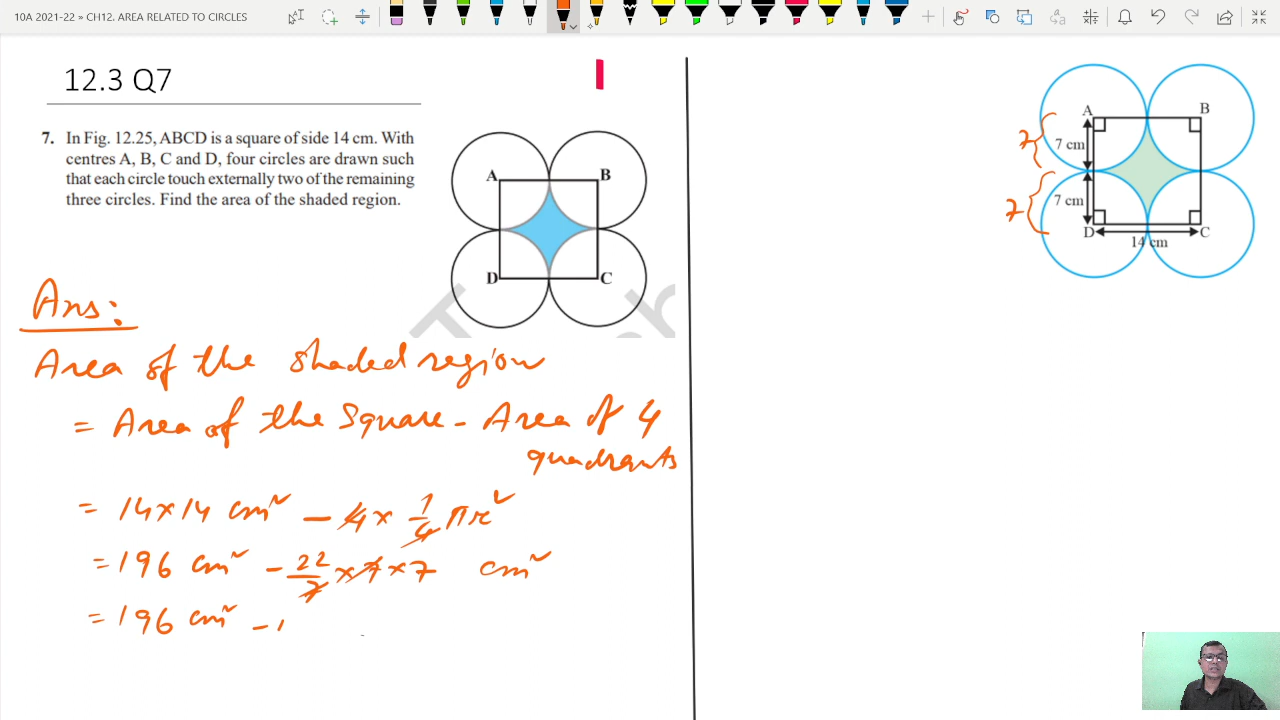 10A 2021-22 » CH12. AREA RELATED TO CIRCLES
12.3 Q7
7. In Fig. 12.25, ABCD is a square of side 14 cm. With
centres A, B, C and D, four circles are drawn such
that each circle touch externally two of the remaining
three circles. Find the area of the shaded region.
A
B
D
C
A
B
7 cm
7
7 cm
7
D
C
14 cm
Ans:
Area of the shaded region
= Area of the Square - Area of 4
quadrants
= 14×14 cm² - 4× 1/4 πr²
= 196 cm² - 22/7 ×7×7 cm²
= 196 cm² - 1